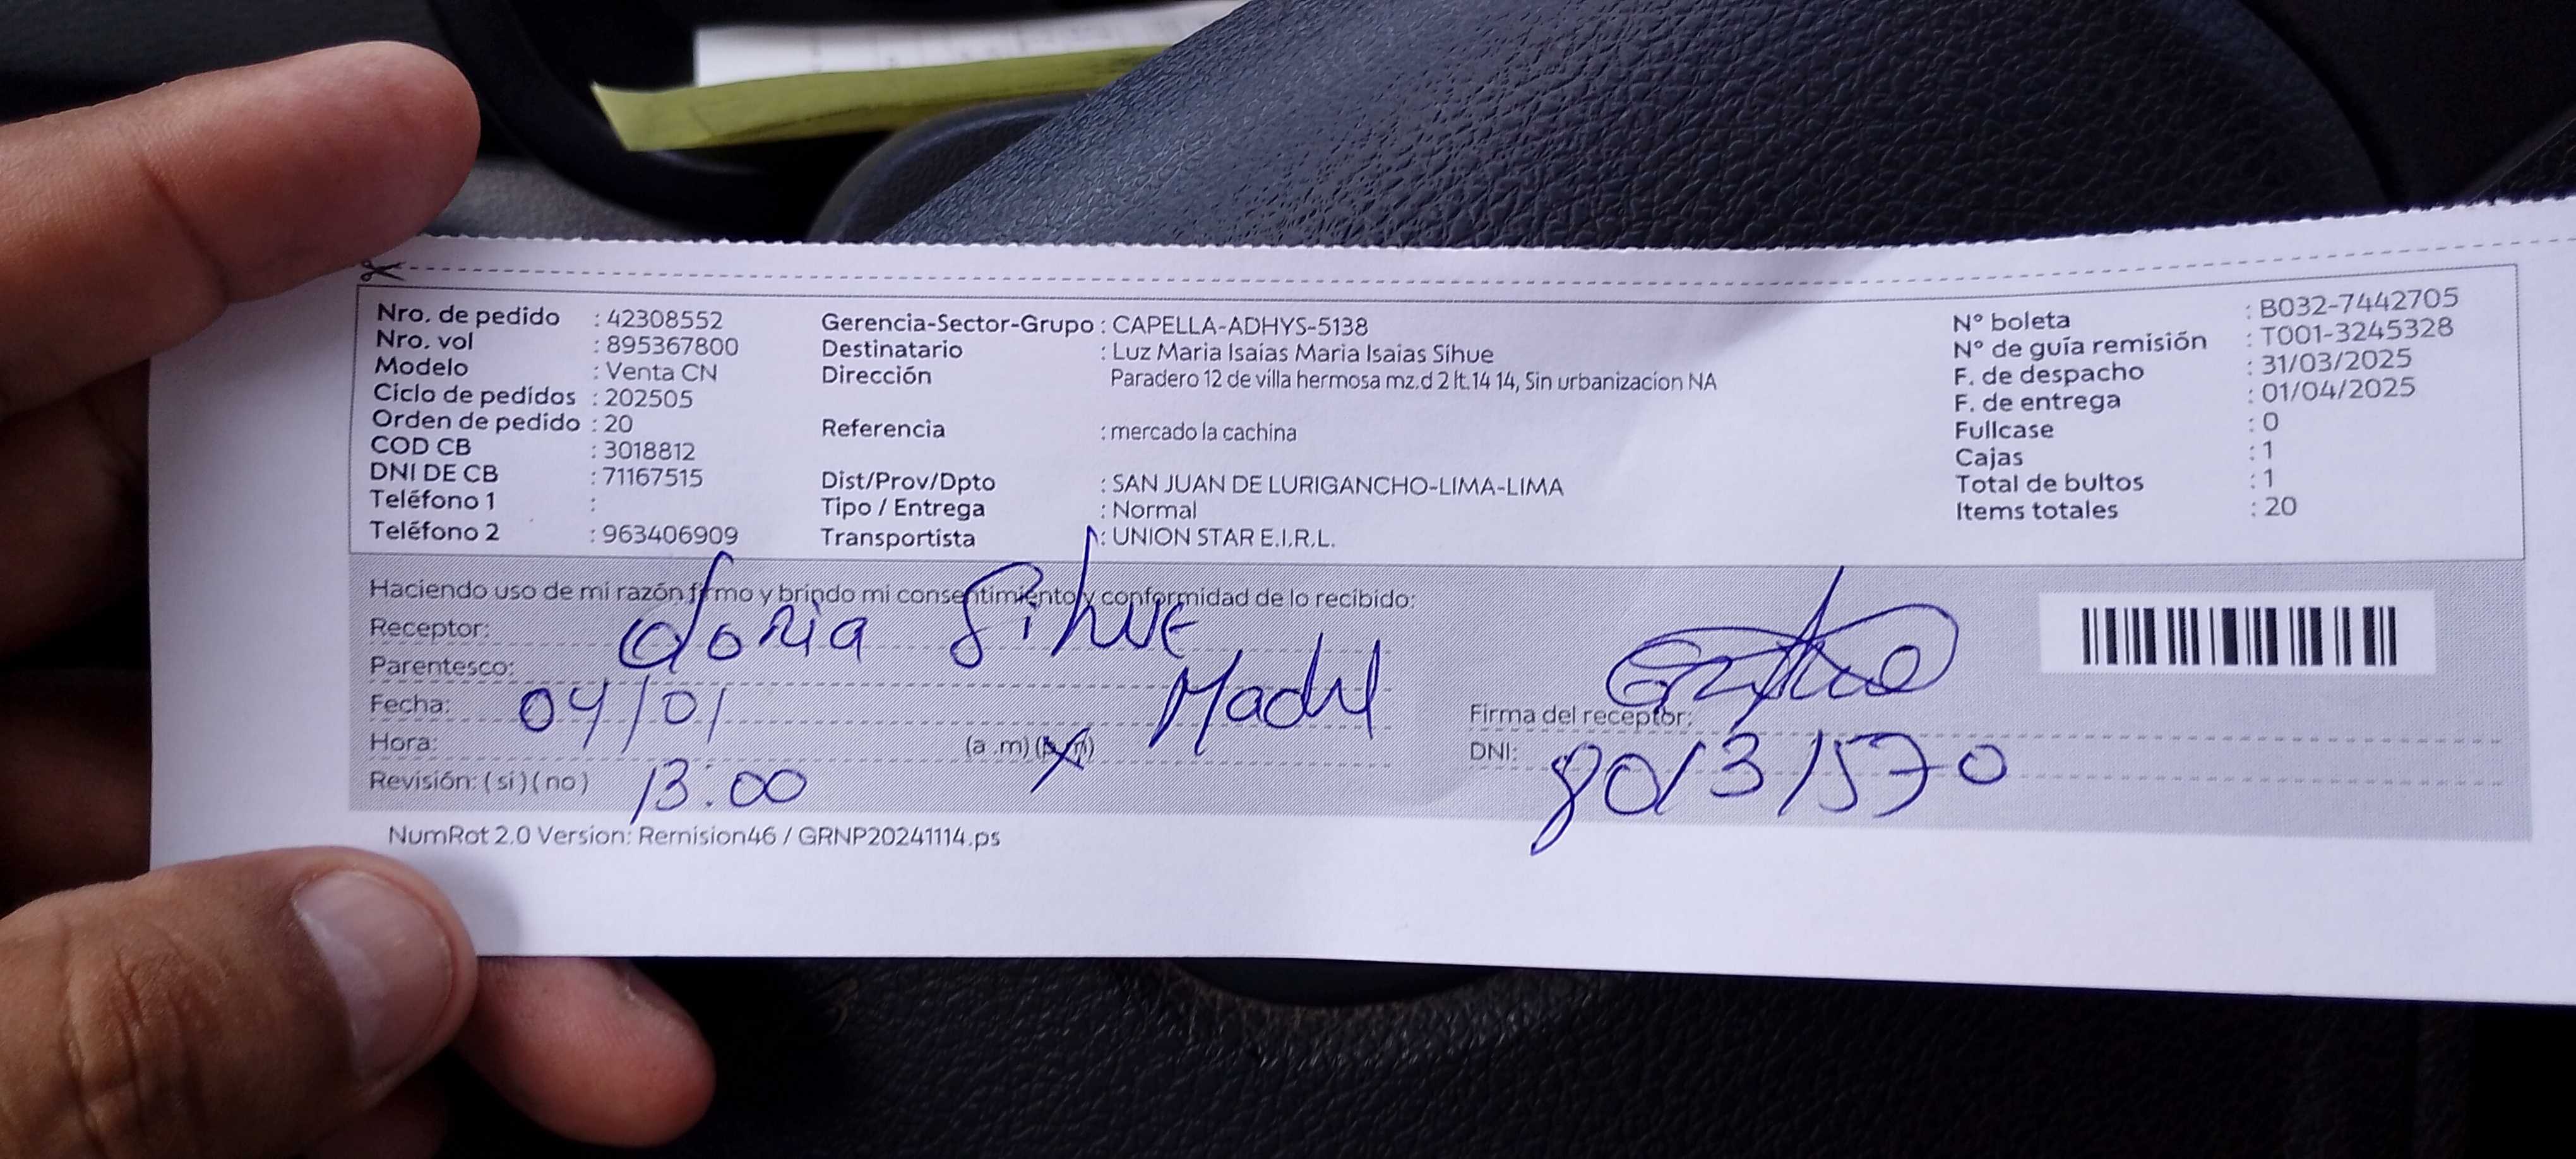 Nro. de pedido : 42308552
Nro. vol : 895367800
Modelo : Venta CN
Ciclo de pedidos : 202505
Orden de pedido : 20
COD CB : 3018812
DNI DE CB : 71167515
Teléfono 1 :
Teléfono 2 : 963406909
Gerencia-Sector-Grupo : CAPELLA-ADHYS-5138
Destinatario : Luz Maria Isaias Maria Isaias Sihue
Dirección Paradero 12 de villa hermosa mz.d 2 lt.14 14, Sin urbanizacion NA
Referencia : mercado la cachina
Dist/Prov/Dpto : SAN JUAN DE LURIGANCHO-LIMA-LIMA
Tipo / Entrega : Normal
Transportista : UNION STAR E.I.R.L.
N° boleta : B032-7442705
N° de guía remisión : T001-3245328
F. de despacho : 31/03/2025
F. de entrega : 01/04/2025
Fullcase : 0
Cajas : 1
Total de bultos : 1
Items totales : 20
Haciendo uso de mi razón firmo y brindo mi consentimiento y conformidad de lo recibido:
Receptor: Sihue
Parentesco: Madre
Fecha: 04/01
Hora: (a .m) (p.m)
Revisión: ( si ) ( no ) 13:00
Firma del receptor:
DNI: 80131570
NumRot 2.0 Version: Remision46 / GRNP20241114.ps